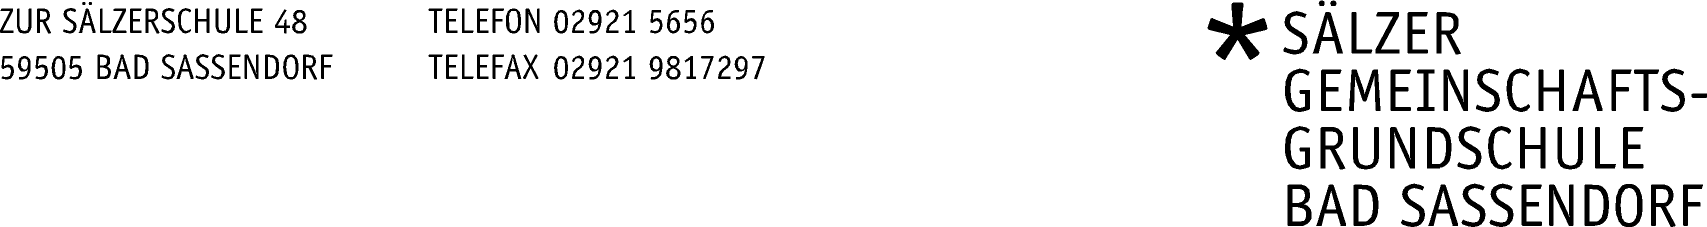 ZUR SÄLZERSCHULE 48
59505 BAD SASSENDORF
TELEFON 02921 5656
TELEFAX 02921 9817297
* SÄLZER
GEMEINSCHAFTS-
GRUNDSCHULE
BAD SASSENDORF